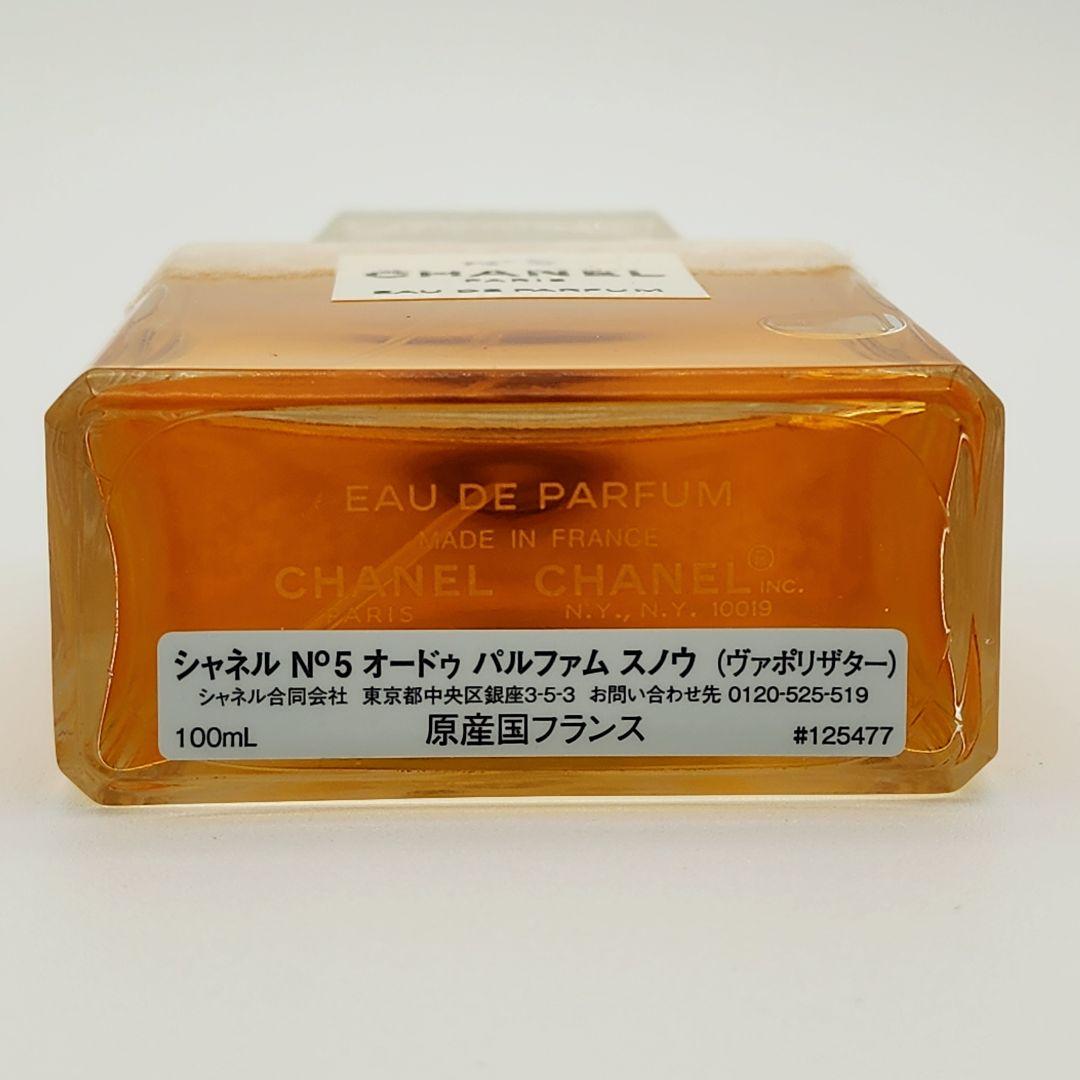 N°5
CHANEL
PARIS
EAU DE PARFUM
EAU DE PARFUM
MADE IN FRANCE
CHANEL CHANEL® INC.
PARIS N.Y., N.Y. 10019
シャネル Nº5 オードゥ パルファム スノウ (ヴァポリザター)
シャネル合同会社 東京都中央区銀座3-5-3 お問い合わせ先 0120-525-519
100mL 原産国フランス #125477